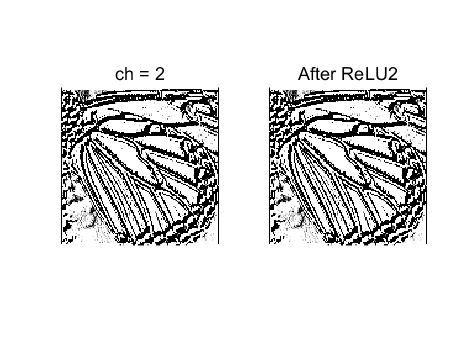 ch = 2
After ReLU2